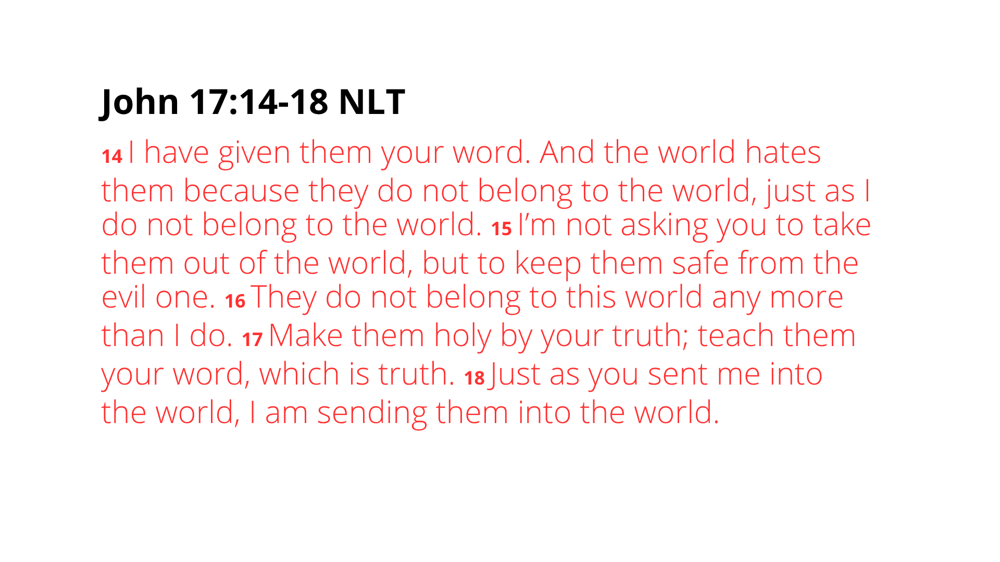 John 17:14-18 NLT
14 I have given them your word. And the world hates
them because they do not belong to the world, just as I
do not belong to the world. 15 I’m not asking you to take
them out of the world, but to keep them safe from the
evil one. 16 They do not belong to this world any more
than I do. 17 Make them holy by your truth; teach them
your word, which is truth. 18 Just as you sent me into
the world, I am sending them into the world.